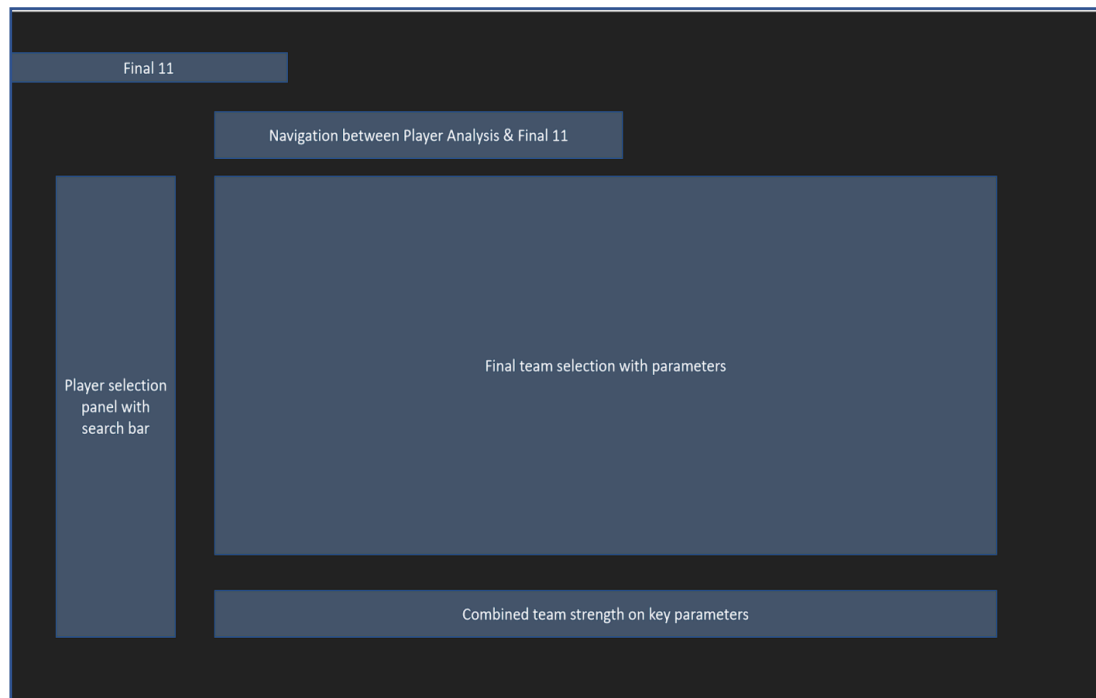 Final 11
Navigation between Player Analysis & Final 11
Player selection
panel with
search bar
Final team selection with parameters
Combined team strength on key parameters